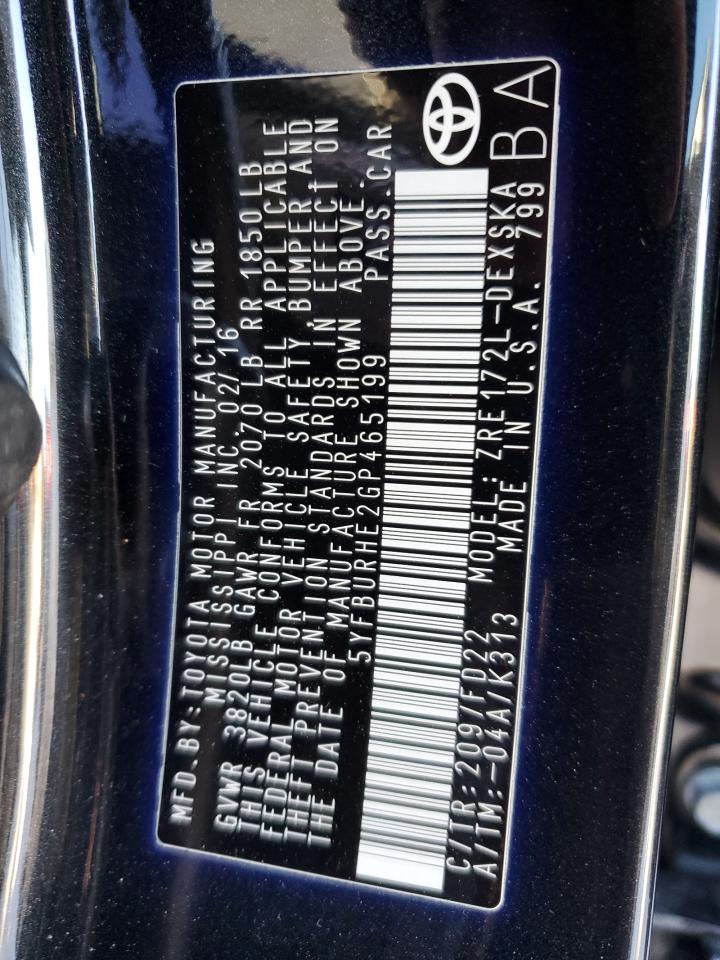 MFD.BY:TOYOTA MOTOR MANUFACTURING
MISSISSIPPI INC. 02/16
GVWR 3820LB GAWR FR 2070 LB RR 1850 LB
THIS VEHICLE CONFORMS TO ALL APPLICABLE
FEDERAL MOTOR VEHICLE SAFETY, BUMPER AND
THEFT PREVENTION STANDARDS IN EFFECT ON
THE DATE OF MANUFACTURE SHOWN ABOVE.
5YFBURHE2GP465199 PASS.CAR
C/TR:209/FD22 MODEL: ZRE172L-DEXSKA
A/TM:-04A/K313 MADE IN U.S.A. 799 BA